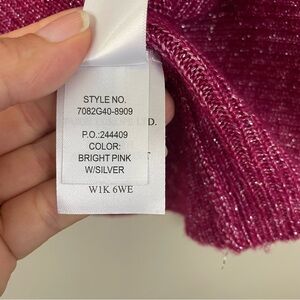 STYLE NO.
7082G40-8909
D.
P.O.:244409
COLOR:
BRIGHT PINK
W/SILVER
T
W1K 6WE